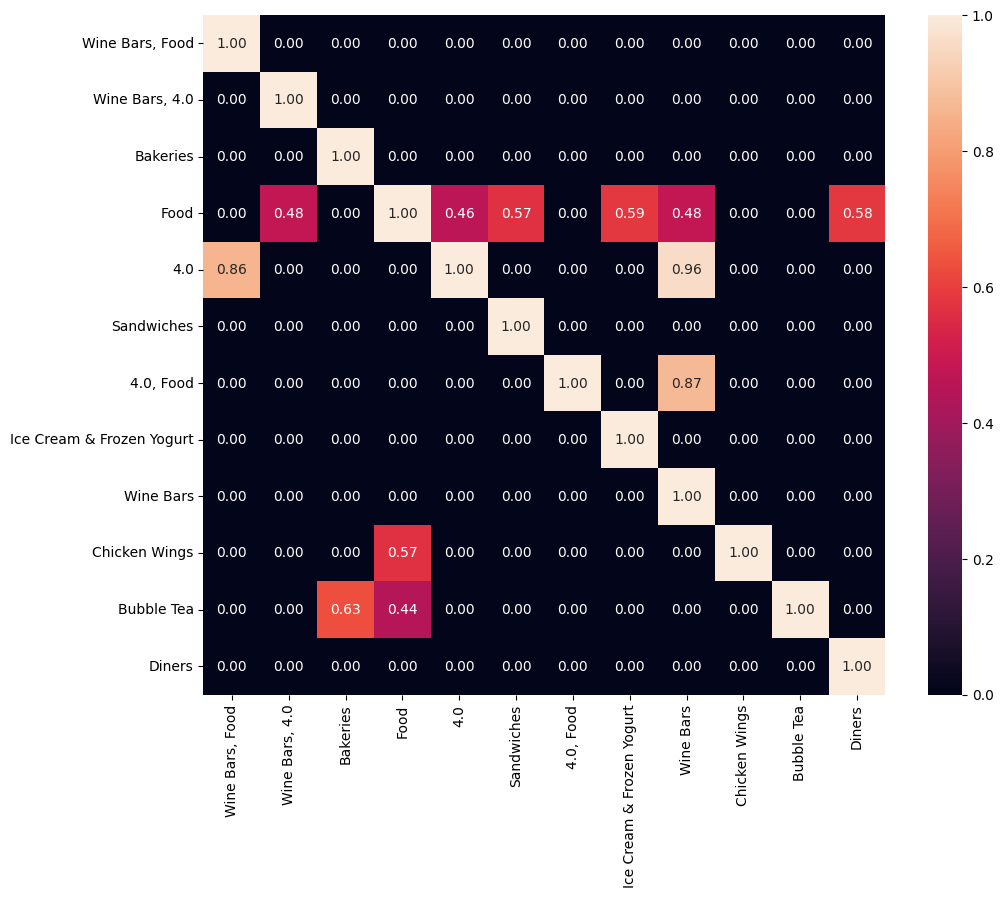 Wine Bars, Food 1.00 0.00 0.00 0.00 0.00 0.00 0.00 0.00 0.00 0.00 0.00 0.00
Wine Bars, 4.0 0.00 1.00 0.00 0.00 0.00 0.00 0.00 0.00 0.00 0.00 0.00 0.00
Bakeries 0.00 0.00 1.00 0.00 0.00 0.00 0.00 0.00 0.00 0.00 0.00 0.00
Food 0.00 0.48 0.00 1.00 0.46 0.57 0.00 0.59 0.48 0.00 0.00 0.58
4.0 0.86 0.00 0.00 0.00 1.00 0.00 0.00 0.00 0.96 0.00 0.00 0.00
Sandwiches 0.00 0.00 0.00 0.00 0.00 1.00 0.00 0.00 0.00 0.00 0.00 0.00
4.0, Food 0.00 0.00 0.00 0.00 0.00 0.00 1.00 0.00 0.87 0.00 0.00 0.00
Ice Cream & Frozen Yogurt 0.00 0.00 0.00 0.00 0.00 0.00 0.00 1.00 0.00 0.00 0.00 0.00
Wine Bars 0.00 0.00 0.00 0.00 0.00 0.00 0.00 0.00 1.00 0.00 0.00 0.00
Chicken Wings 0.00 0.00 0.00 0.57 0.00 0.00 0.00 0.00 0.00 1.00 0.00 0.00
Bubble Tea 0.00 0.00 0.63 0.44 0.00 0.00 0.00 0.00 0.00 0.00 1.00 0.00
Diners 0.00 0.00 0.00 0.00 0.00 0.00 0.00 0.00 0.00 0.00 0.00 1.00
Wine Bars, Food
Wine Bars, 4.0
Bakeries
Food
4.0
Sandwiches
4.0, Food
Ice Cream & Frozen Yogurt
Wine Bars
Chicken Wings
Bubble Tea
Diners
1.0
0.8
0.6
0.4
0.2
0.0